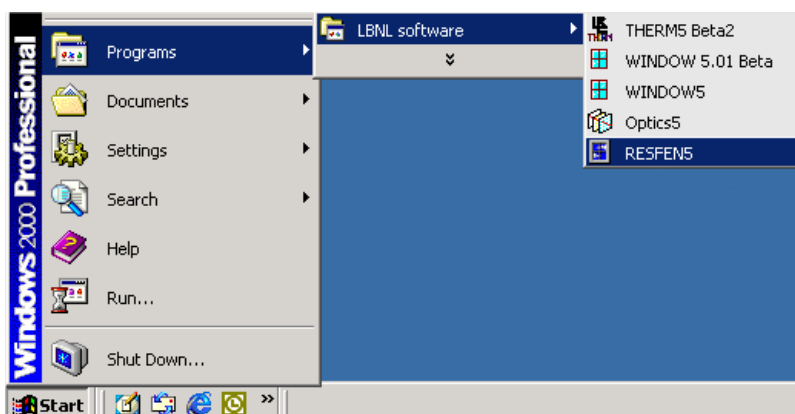 Windows 2000 Professional
Programs
Documents
Settings
Search
Help
Run...
Shut Down...
LBNL software
THERM5 Beta2
WINDOW 5.01 Beta
WINDOW5
Optics5
RESFEN5
Start
»